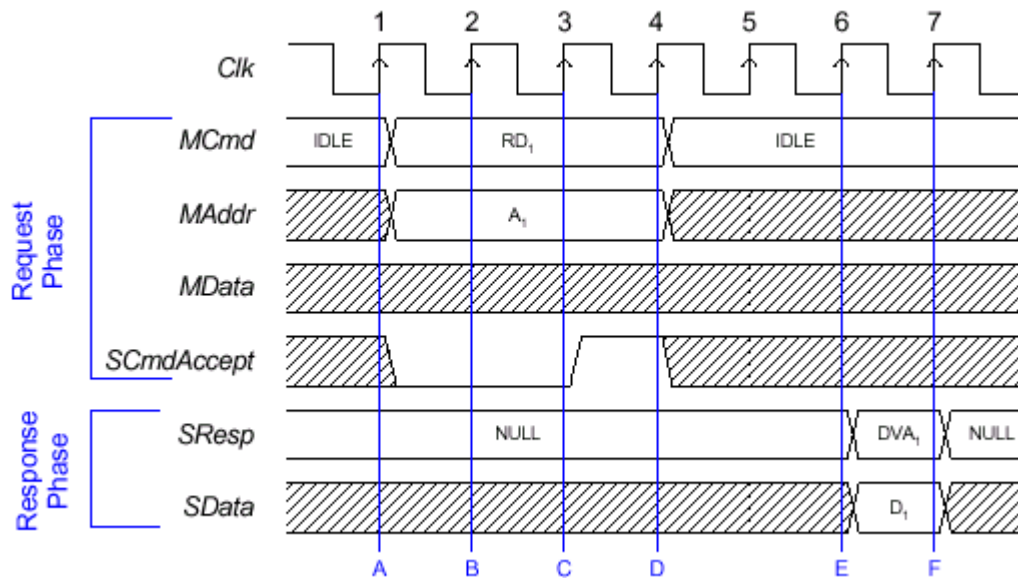 1 2 3 4 5 6 7
Clk
Request Phase
MCmd IDLE RD₁ IDLE
MAddr A₁
MData
SCmdAccept
Response Phase
SResp NULL DVA₁ NULL
SData D₁
A B C D E F